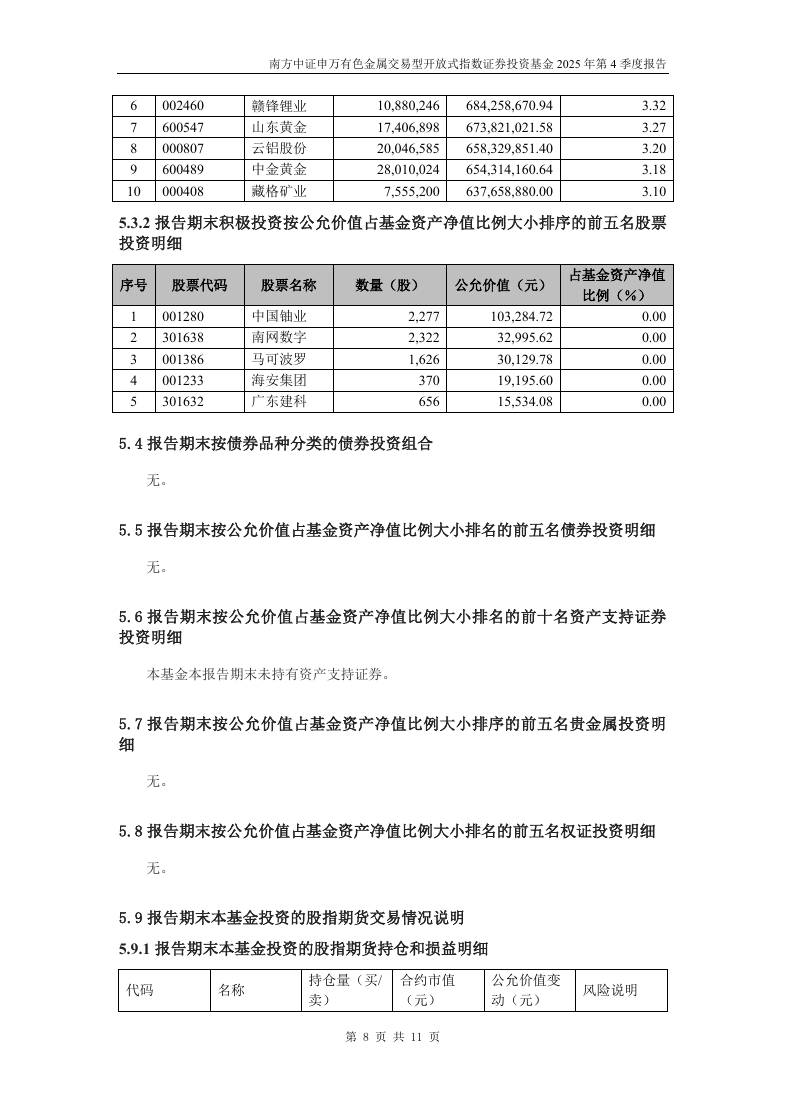 南方中证申万有色金属交易型开放式指数证券投资基金 2025 年第 4 季度报告
6 002460 赣锋锂业 10,880,246 684,258,670.94 3.32
7 600547 山东黄金 17,406,898 673,821,021.58 3.27
8 000807 云铝股份 20,046,585 658,329,851.40 3.20
9 600489 中金黄金 28,010,024 654,314,160.64 3.18
10 000408 藏格矿业 7,555,200 637,658,880.00 3.10
5.3.2 报告期末积极投资按公允价值占基金资产净值比例大小排序的前五名股票
投资明细
序号 股票代码 股票名称 数量（股） 公允价值（元） 占基金资产净值
比例（%）
1 001280 中国铀业 2,277 103,284.72 0.00
2 301638 南网数字 2,322 32,995.62 0.00
3 001386 马可波罗 1,626 30,129.78 0.00
4 001233 海安集团 370 19,195.60 0.00
5 301632 广东建科 656 15,534.08 0.00
5.4 报告期末按债券品种分类的债券投资组合
无。
5.5 报告期末按公允价值占基金资产净值比例大小排名的前五名债券投资明细
无。
5.6 报告期末按公允价值占基金资产净值比例大小排名的前十名资产支持证券
投资明细
本基金本报告期末未持有资产支持证券。
5.7 报告期末按公允价值占基金资产净值比例大小排序的前五名贵金属投资明
细
无。
5.8 报告期末按公允价值占基金资产净值比例大小排名的前五名权证投资明细
无。
5.9 报告期末本基金投资的股指期货交易情况说明
5.9.1 报告期末本基金投资的股指期货持仓和损益明细
代码 名称 持仓量（买/ 合约市值 公允价值变 风险说明
卖） （元） 动（元）
第 8 页 共 11 页